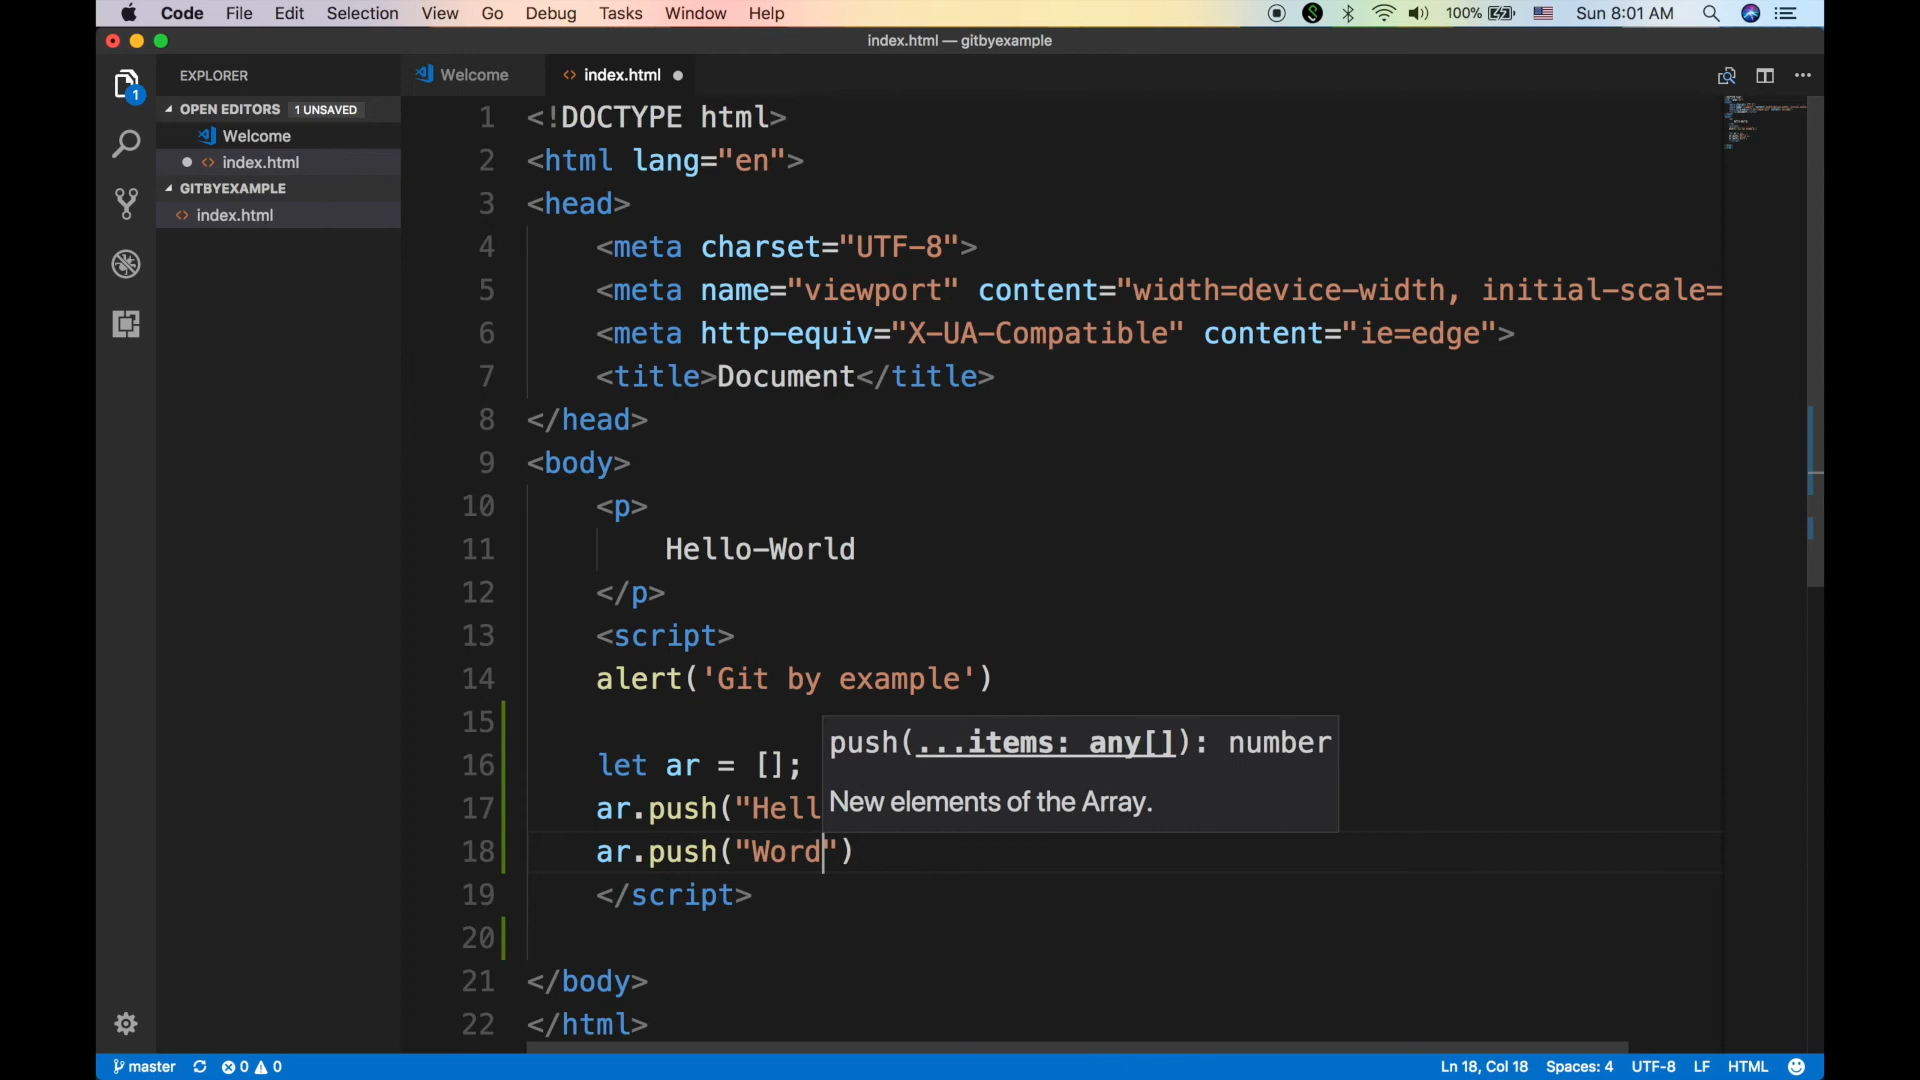 Code File Edit Selection View Go Debug Tasks Window Help 100% Sun 8:01 AM
index.html — gitbyexample
EXPLORER
OPEN EDITORS 1 UNSAVED
Welcome
index.html
GITBYEXAMPLE
index.html
1
Welcome index.html
1 <!DOCTYPE html>
2 <html lang="en">
3 <head>
4 <meta charset="UTF-8">
5 <meta name="viewport" content="width=device-width, initial-scale=
6 <meta http-equiv="X-UA-Compatible" content="ie=edge">
7 <title>Document</title>
8 </head>
9 <body>
10 <p>
11 Hello-World
12 </p>
13 <script>
14 alert('Git by example')
15
16 let ar = [];
17 ar.push("Hell
18 ar.push("Word")
19 </script>
20
21 </body>
22 </html>
push(...items: any[]): number
New elements of the Array.
master 0 0 Ln 18, Col 18 Spaces: 4 UTF-8 LF HTML